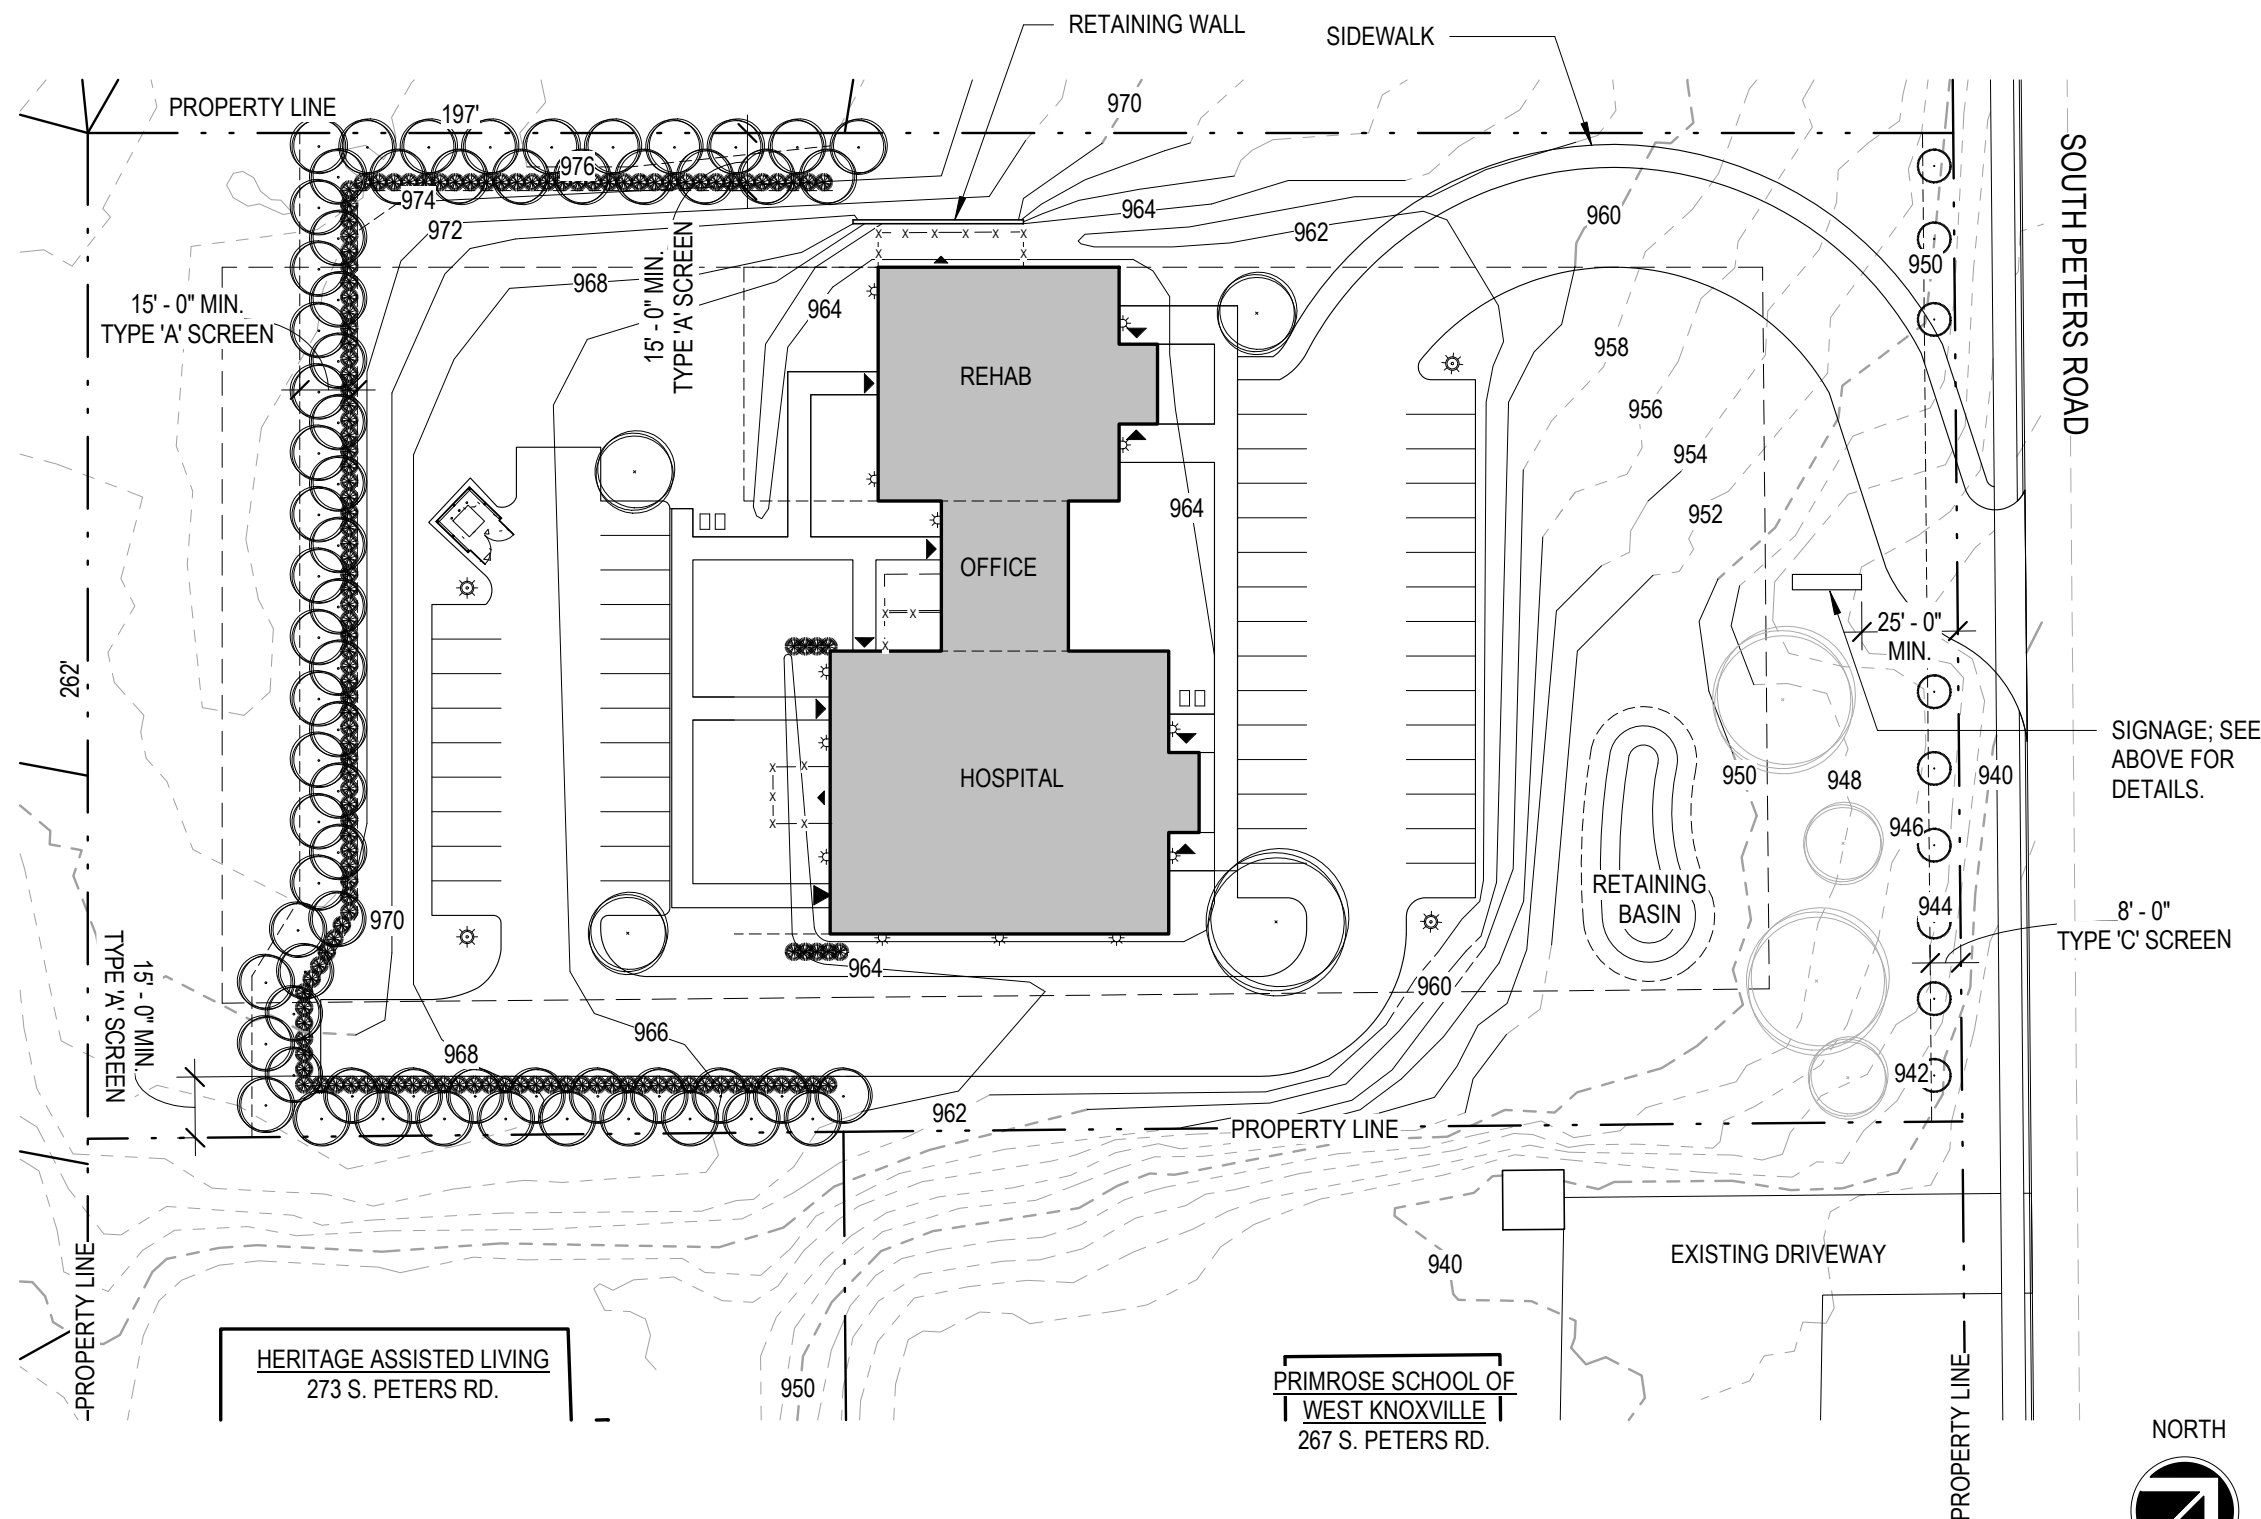 RETAINING WALL
SIDEWALK
PROPERTY LINE
197'
970
976
974
972
964
962
960
950
968
964
15' - 0" MIN.
TYPE 'A' SCREEN
15' - 0" MIN.
TYPE 'A' SCREEN
SOUTH PETERS ROAD
REHAB
958
956
954
952
964
OFFICE
25' - 0"
MIN.
262'
HOSPITAL
SIGNAGE; SEE
ABOVE FOR
DETAILS.
950
948
940
946
RETAINING
BASIN
944
8' - 0"
TYPE 'C' SCREEN
970
964
960
15' - 0" MIN.
TYPE 'A' SCREEN
966
968
942
962
PROPERTY LINE
EXISTING DRIVEWAY
940
PROPERTY LINE
HERITAGE ASSISTED LIVING
273 S. PETERS RD.
950
PRIMROSE SCHOOL OF
WEST KNOXVILLE
267 S. PETERS RD.
PROPERTY LINE
NORTH